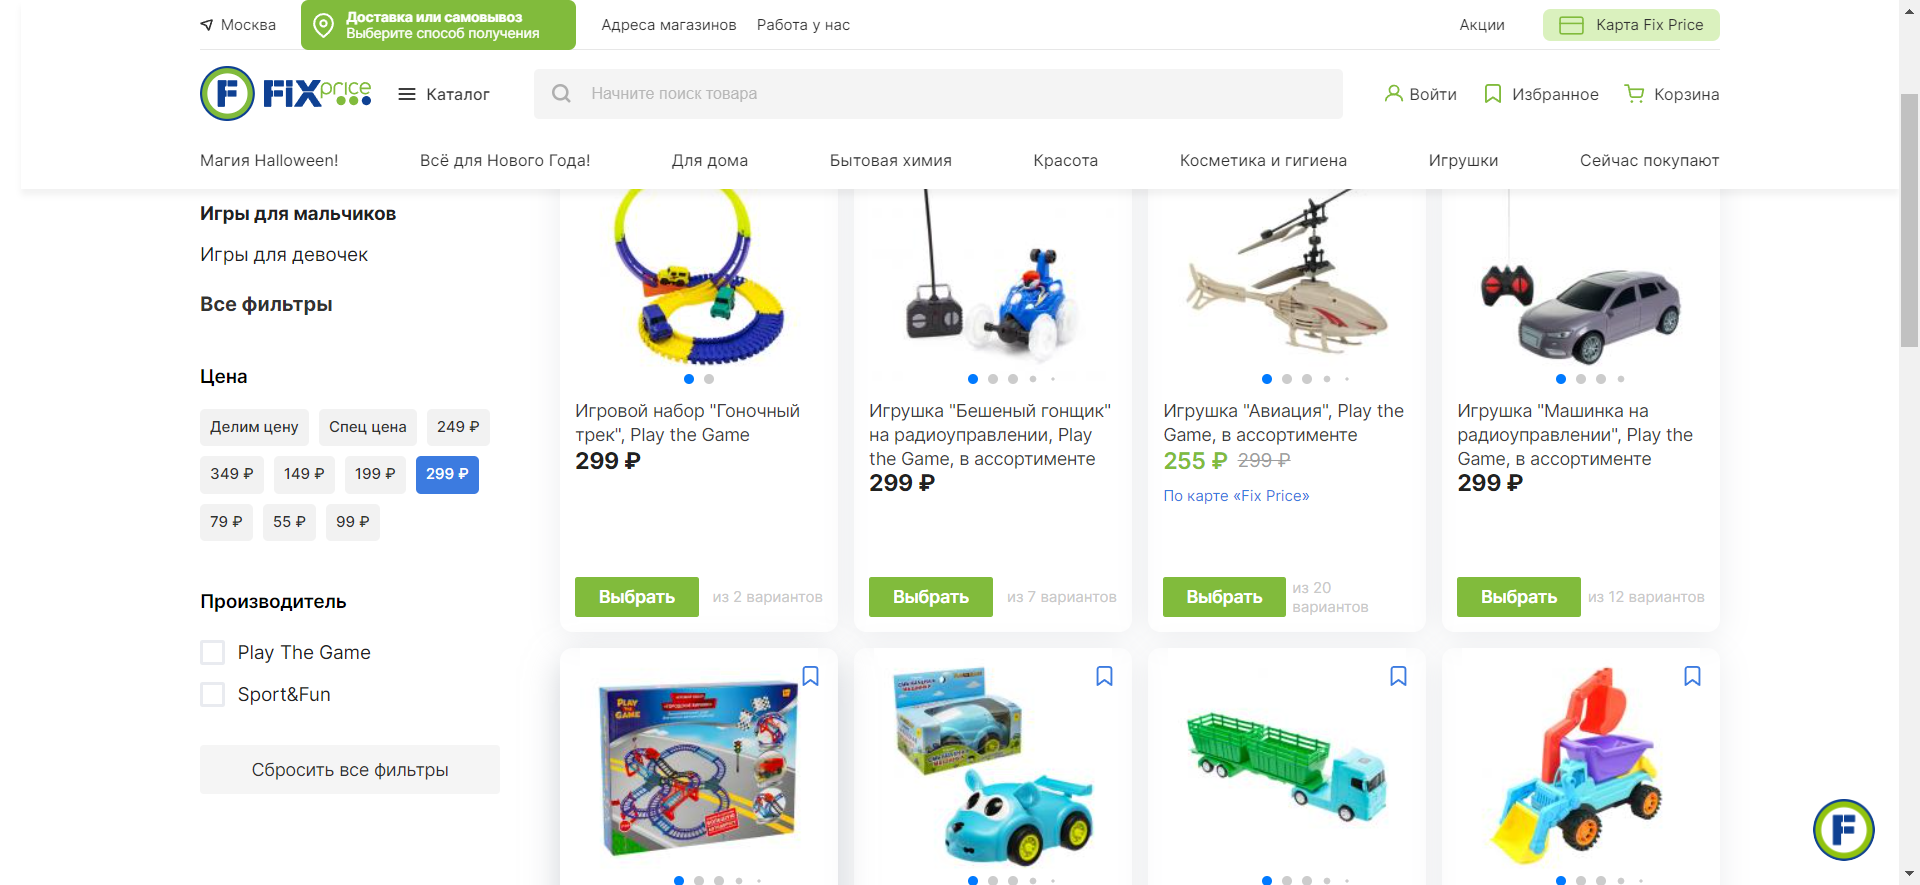 Москва
Доставка или самовывоз
Выберите способ получения
Адреса магазинов
Работа у нас
Акции
Карта Fix Price
F FIXprice
Каталог
Начните поиск товара
Войти
Избранное
Корзина
Магия Halloween!
Всё для Нового Года!
Для дома
Бытовая химия
Красота
Косметика и гигиена
Игрушки
Сейчас покупают
Игры для мальчиков
Игры для девочек
Все фильтры
Цена
Делим цену
Спец цена
249 ₽
349 ₽
149 ₽
199 ₽
299 ₽
79 ₽
55 ₽
99 ₽
Производитель
Play The Game
Sport&Fun
Сбросить все фильтры
Игровой набор "Гоночный
трек", Play the Game
299 ₽
Выбрать
из 2 вариантов
Игрушка "Бешеный гонщик"
на радиоуправлении, Play
the Game, в ассортименте
299 ₽
Выбрать
из 7 вариантов
Игрушка "Авиация", Play the
Game, в ассортименте
255 ₽ 299 ₽
По карте «Fix Price»
Выбрать
из 20
вариантов
Игрушка "Машинка на
радиоуправлении", Play the
Game, в ассортименте
299 ₽
Выбрать
из 12 вариантов
PLAY
THE
GAME
F